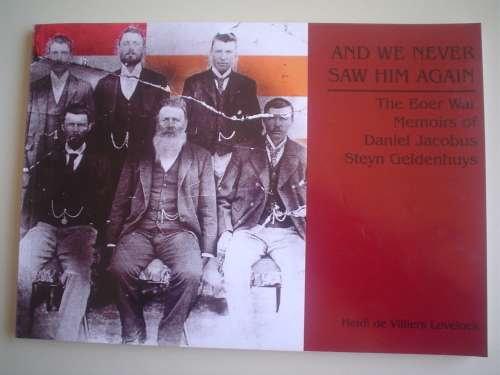 AND WE NEVER
SAW HIM AGAIN
The Boer War
Memoirs of
Daniel Jacobus
Steyn Geldenhuys
Heidi de Villiers Lovelock